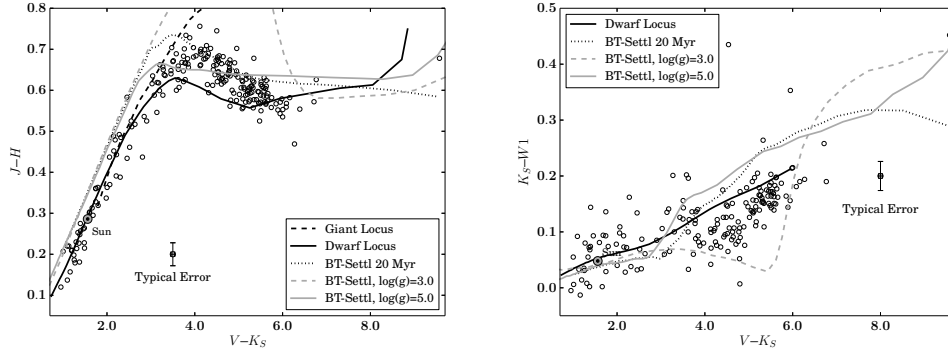 0.8
0.7
0.6
0.5
0.4
0.3
0.2
0.1
J−H
2.0 4.0 6.0 8.0
V−K_S
Sun
Typical Error
Giant Locus
Dwarf Locus
BT-Settl 20 Myr
BT-Settl, log(g)=3.0
BT-Settl, log(g)=5.0
0.5
0.4
0.3
0.2
0.1
0.0
K_S−W1
2.0 4.0 6.0 8.0
V−K_S
Sun
Typical Error
Dwarf Locus
BT-Settl 20 Myr
BT-Settl, log(g)=3.0
BT-Settl, log(g)=5.0